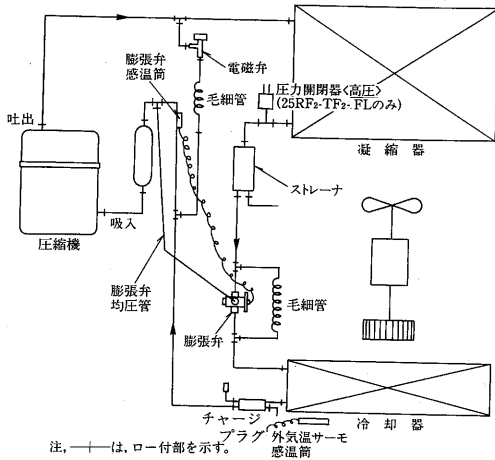 膨張弁
感温筒
電磁弁
毛細管
圧力開閉器<高圧>
(25RF₂-TF₂-FLのみ)
吐出
凝縮器
ストレーナ
吸入
圧縮機
膨張弁
均圧管
毛細管
膨張弁
チャージ
プラグ
外気温サーモ
感温筒
冷却器
注, ─┼─は, ロー付部を示す。